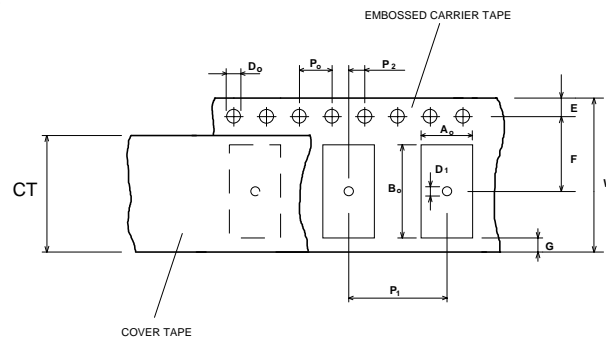 EMBOSSED CARRIER TAPE
Do Po P2
E
Ao
F
CT
Bo D1
W
G
P1
COVER TAPE